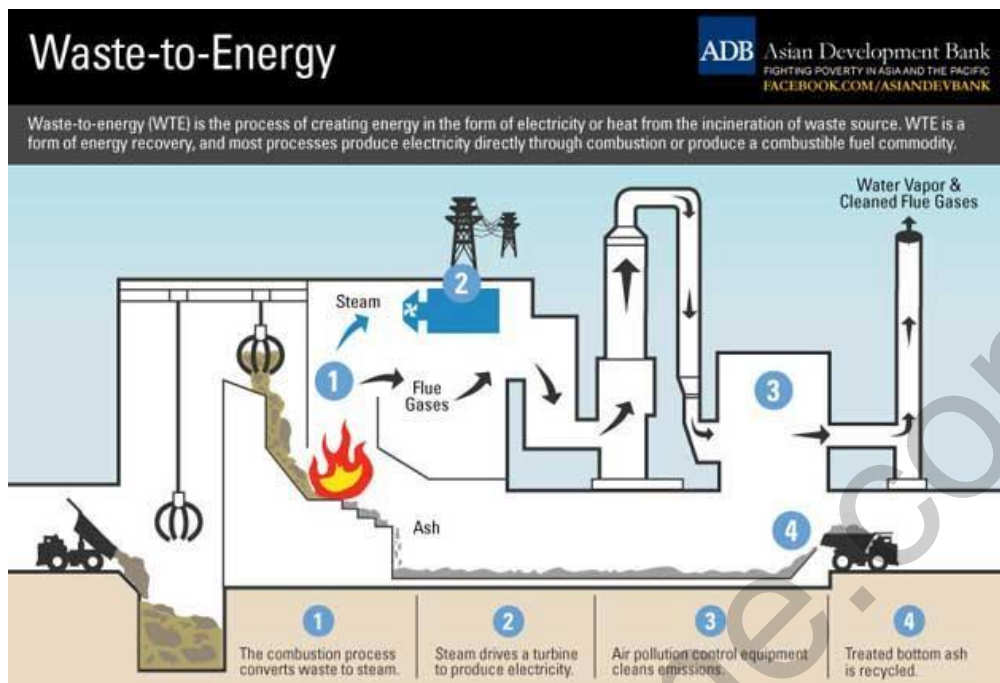 Waste-to-Energy
ADB Asian Development Bank
FIGHTING POVERTY IN ASIA AND THE PACIFIC
FACEBOOK.COM/ASIANDEVBANK
Waste-to-energy (WTE) is the process of creating energy in the form of electricity or heat from the incineration of waste source. WTE is a
form of energy recovery, and most processes produce electricity directly through combustion or produce a combustible fuel commodity.
Water Vapor &
Cleaned Flue Gases
2
Steam
1
Flue
Gases
3
Ash
4
1
The combustion process
converts waste to steam.
2
Steam drives a turbine
to produce electricity.
3
Air pollution control equipment
cleans emissions.
4
Treated bottom ash
is recycled.